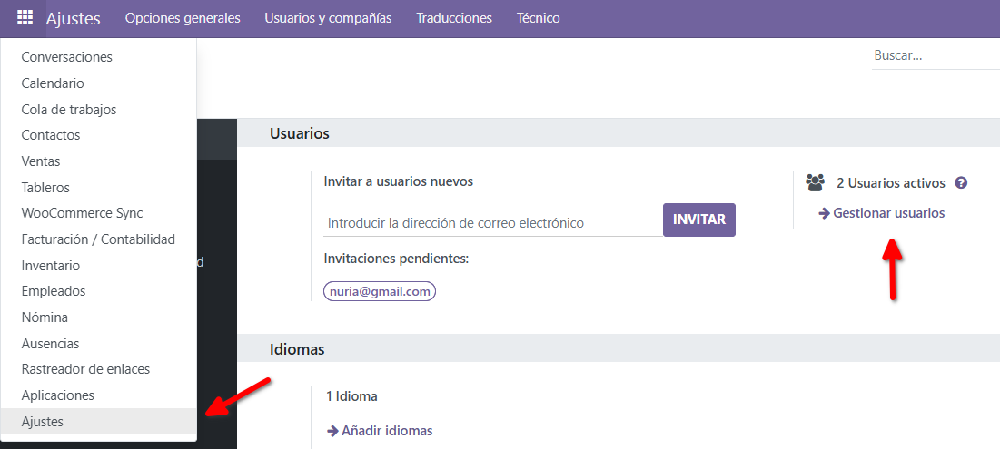 Ajustes
Opciones generales
Usuarios y compañías
Traducciones
Técnico
Conversaciones
Calendario
Cola de trabajos
Contactos
Ventas
Tableros
WooCommerce Sync
Facturación / Contabilidad
Inventario
Empleados
Nómina
Ausencias
Rastreador de enlaces
Aplicaciones
Ajustes
Buscar...
d
Usuarios
Invitar a usuarios nuevos
Introducir la dirección de correo electrónico
INVITAR
Invitaciones pendientes:
nuria@gmail.com
2 Usuarios activos ?
Gestionar usuarios
Idiomas
1 Idioma
Añadir idiomas